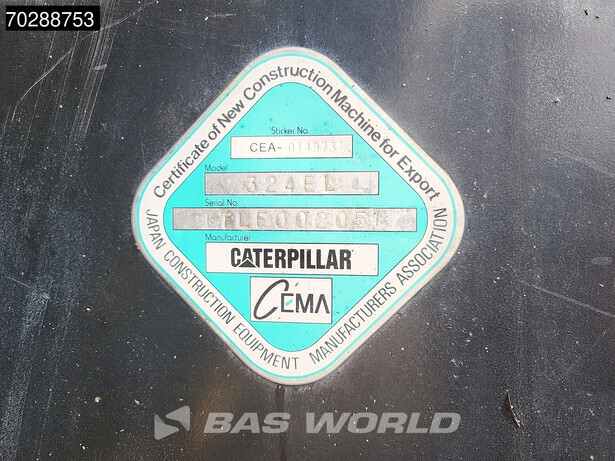 70288753
Certificate of New Construction Machine for Export
Sticker No.
CEA-
Model
324EL
Serial No.
Manufacturer
CATERPILLAR
CEMA
JAPAN CONSTRUCTION EQUIPMENT MANUFACTURERS ASSOCIATION
BAS WORLD